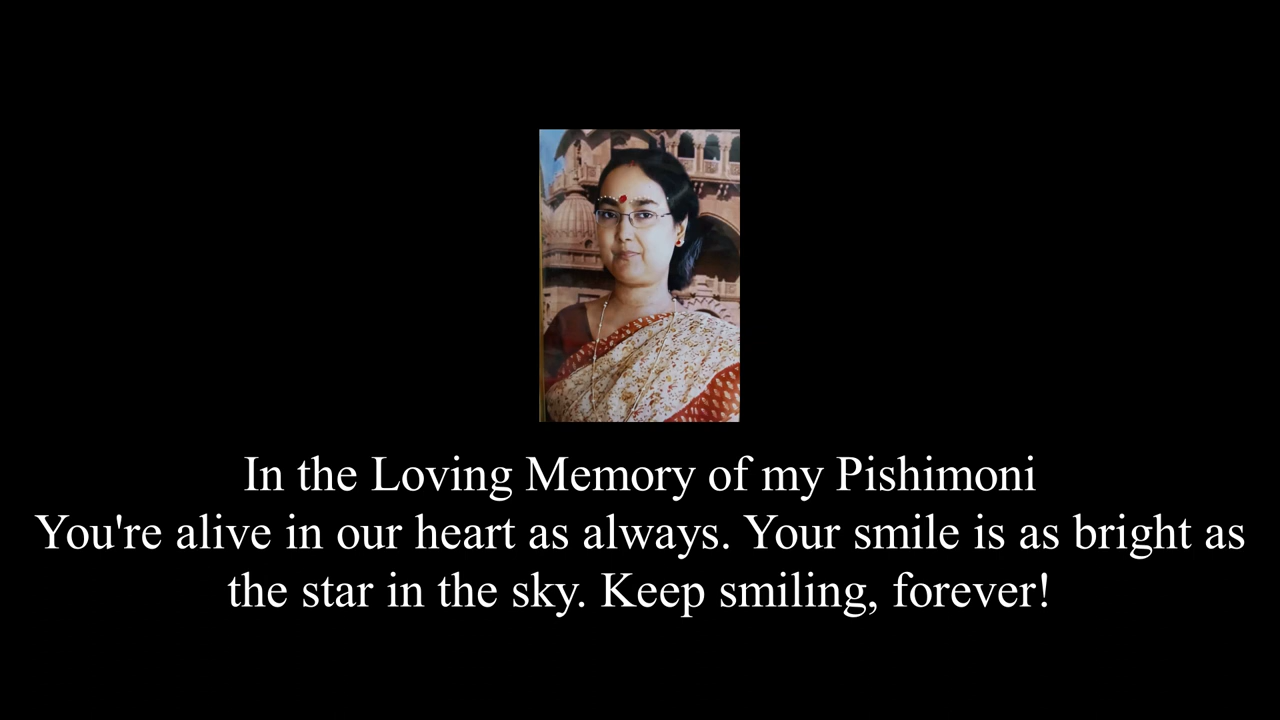 In the Loving Memory of my Pishimoni
You're alive in our heart as always. Your smile is as bright as
the star in the sky. Keep smiling, forever!